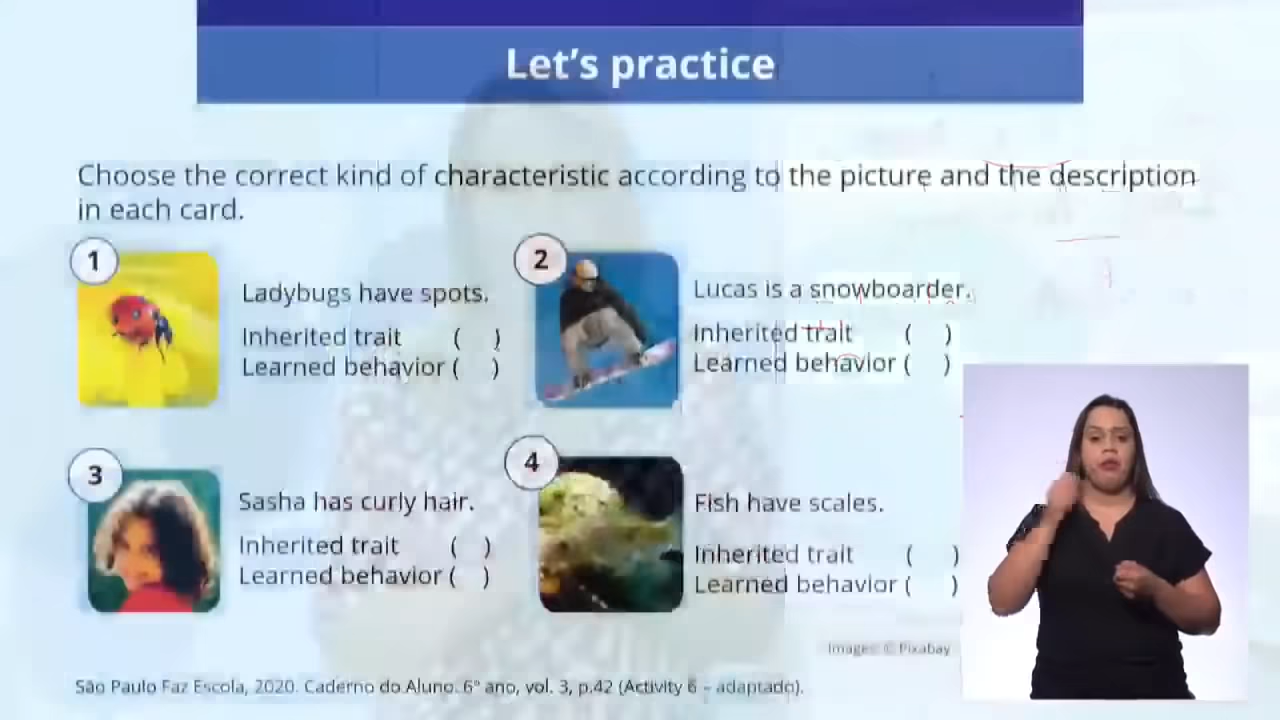 Let's practice
Choose the correct kind of characteristic according to the picture and the description
in each card.
1
Ladybugs have spots.
Inherited trait ( )
Learned behavior ( )
2
Lucas is a snowboarder.
Inherited trait ( )
Learned behavior ( )
3
Sasha has curly hair.
Inherited trait ( )
Learned behavior ( )
4
Fish have scales.
Inherited trait ( )
Learned behavior ( )
Images: © Pixabay
São Paulo Faz Escola, 2020. Caderno do Aluno. 6º ano, vol. 3, p.42 (Activity 6 – adaptado).